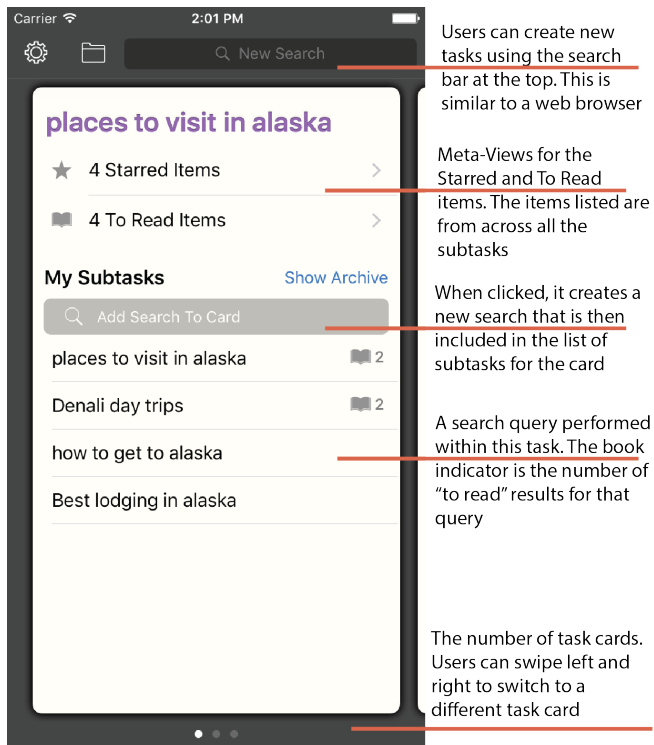 Carrier
2:01 PM
New Search
places to visit in alaska
4 Starred Items
4 To Read Items
My Subtasks
Show Archive
Add Search To Card
places to visit in alaska
2
Denali day trips
2
how to get to alaska
Best lodging in alaska
Users can create new
tasks using the search
bar at the top. This is
similar to a web browser
Meta-Views for the
Starred and To Read
items. The items listed are
from across all the
subtasks
When clicked, it creates a
new search that is then
included in the list of
subtasks for the card
A search query performed
within this task. The book
indicator is the number of
“to read” results for that
query
The number of task cards.
Users can swipe left and
right to switch to a
different task card